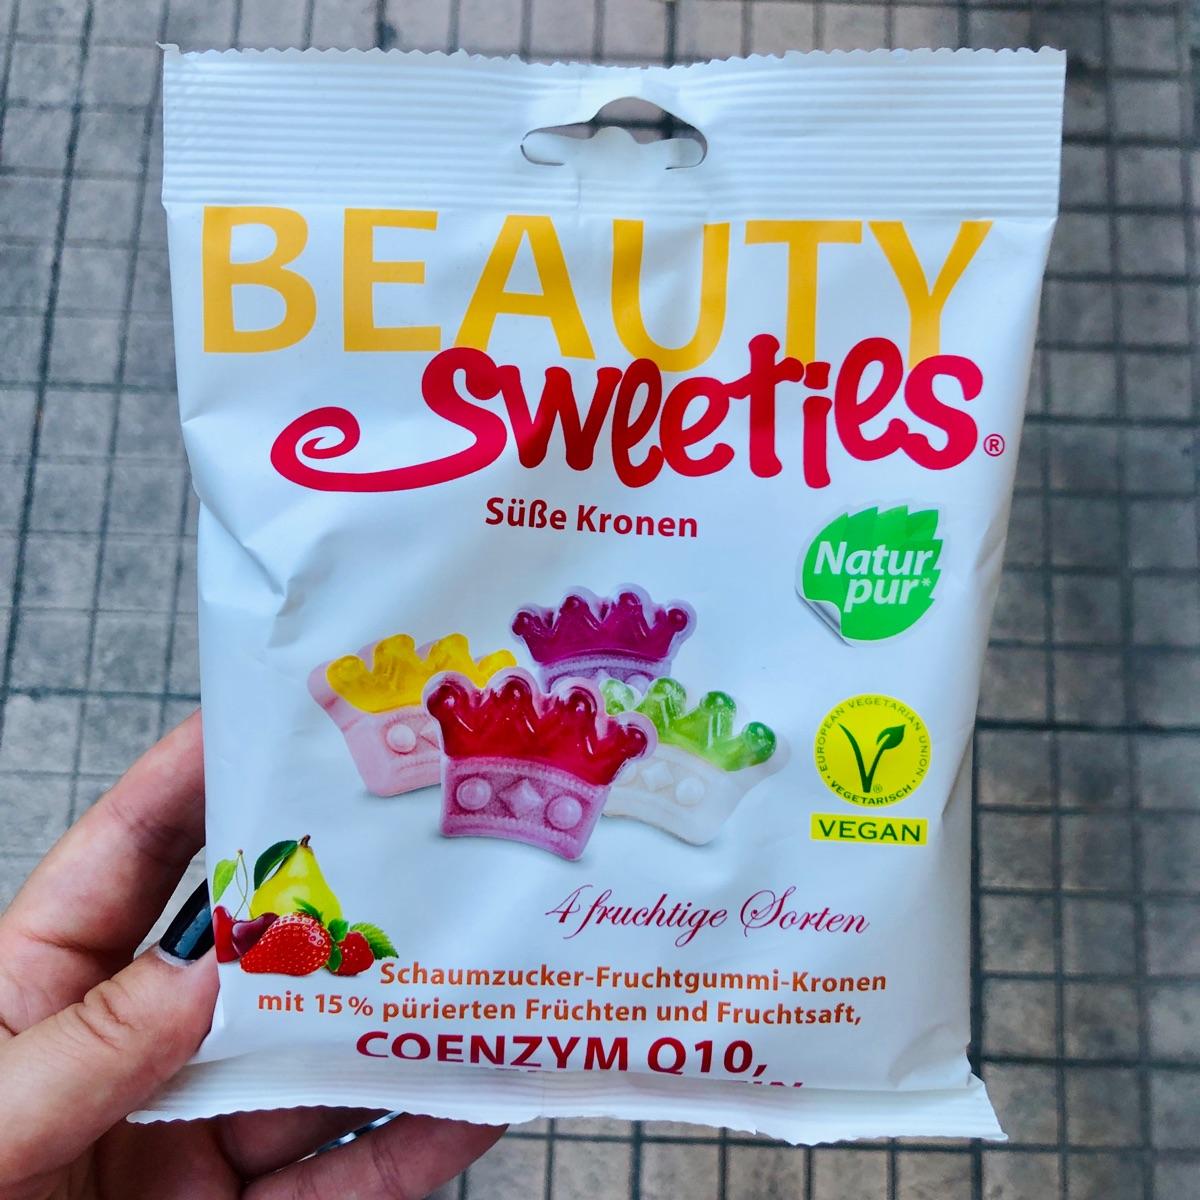 BEAUTY
Sweeties®
Süße Kronen
Natur
pur*
EUROPEAN VEGETARIAN UNION
VEGETARISCH
VEGAN
4 fruchtige Sorten
Schaumzucker-Fruchtgummi-Kronen
mit 15 % pürierten Früchten und Fruchtsaft,
COENZYM Q10,